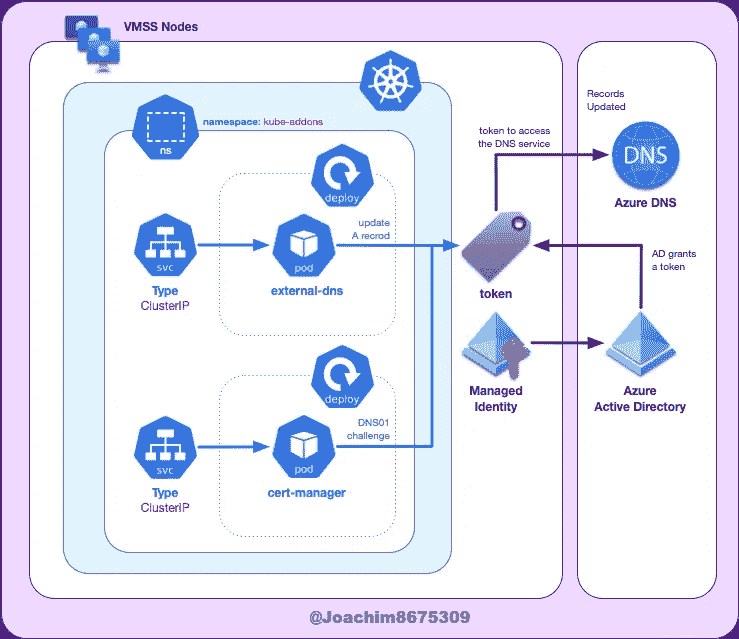 VMSS Nodes
namespace: kube-addons
ns
deploy
update
A recrod
svc
pod
Type
ClusterIP
external-dns
deploy
DNS01
challenge
svc
pod
Type
ClusterIP
cert-manager
token to access
the DNS service
token
Managed
Identity
Records
Updated
DNS
Azure DNS
AD grants
a token
Azure
Active Directory
@Joachim8675309